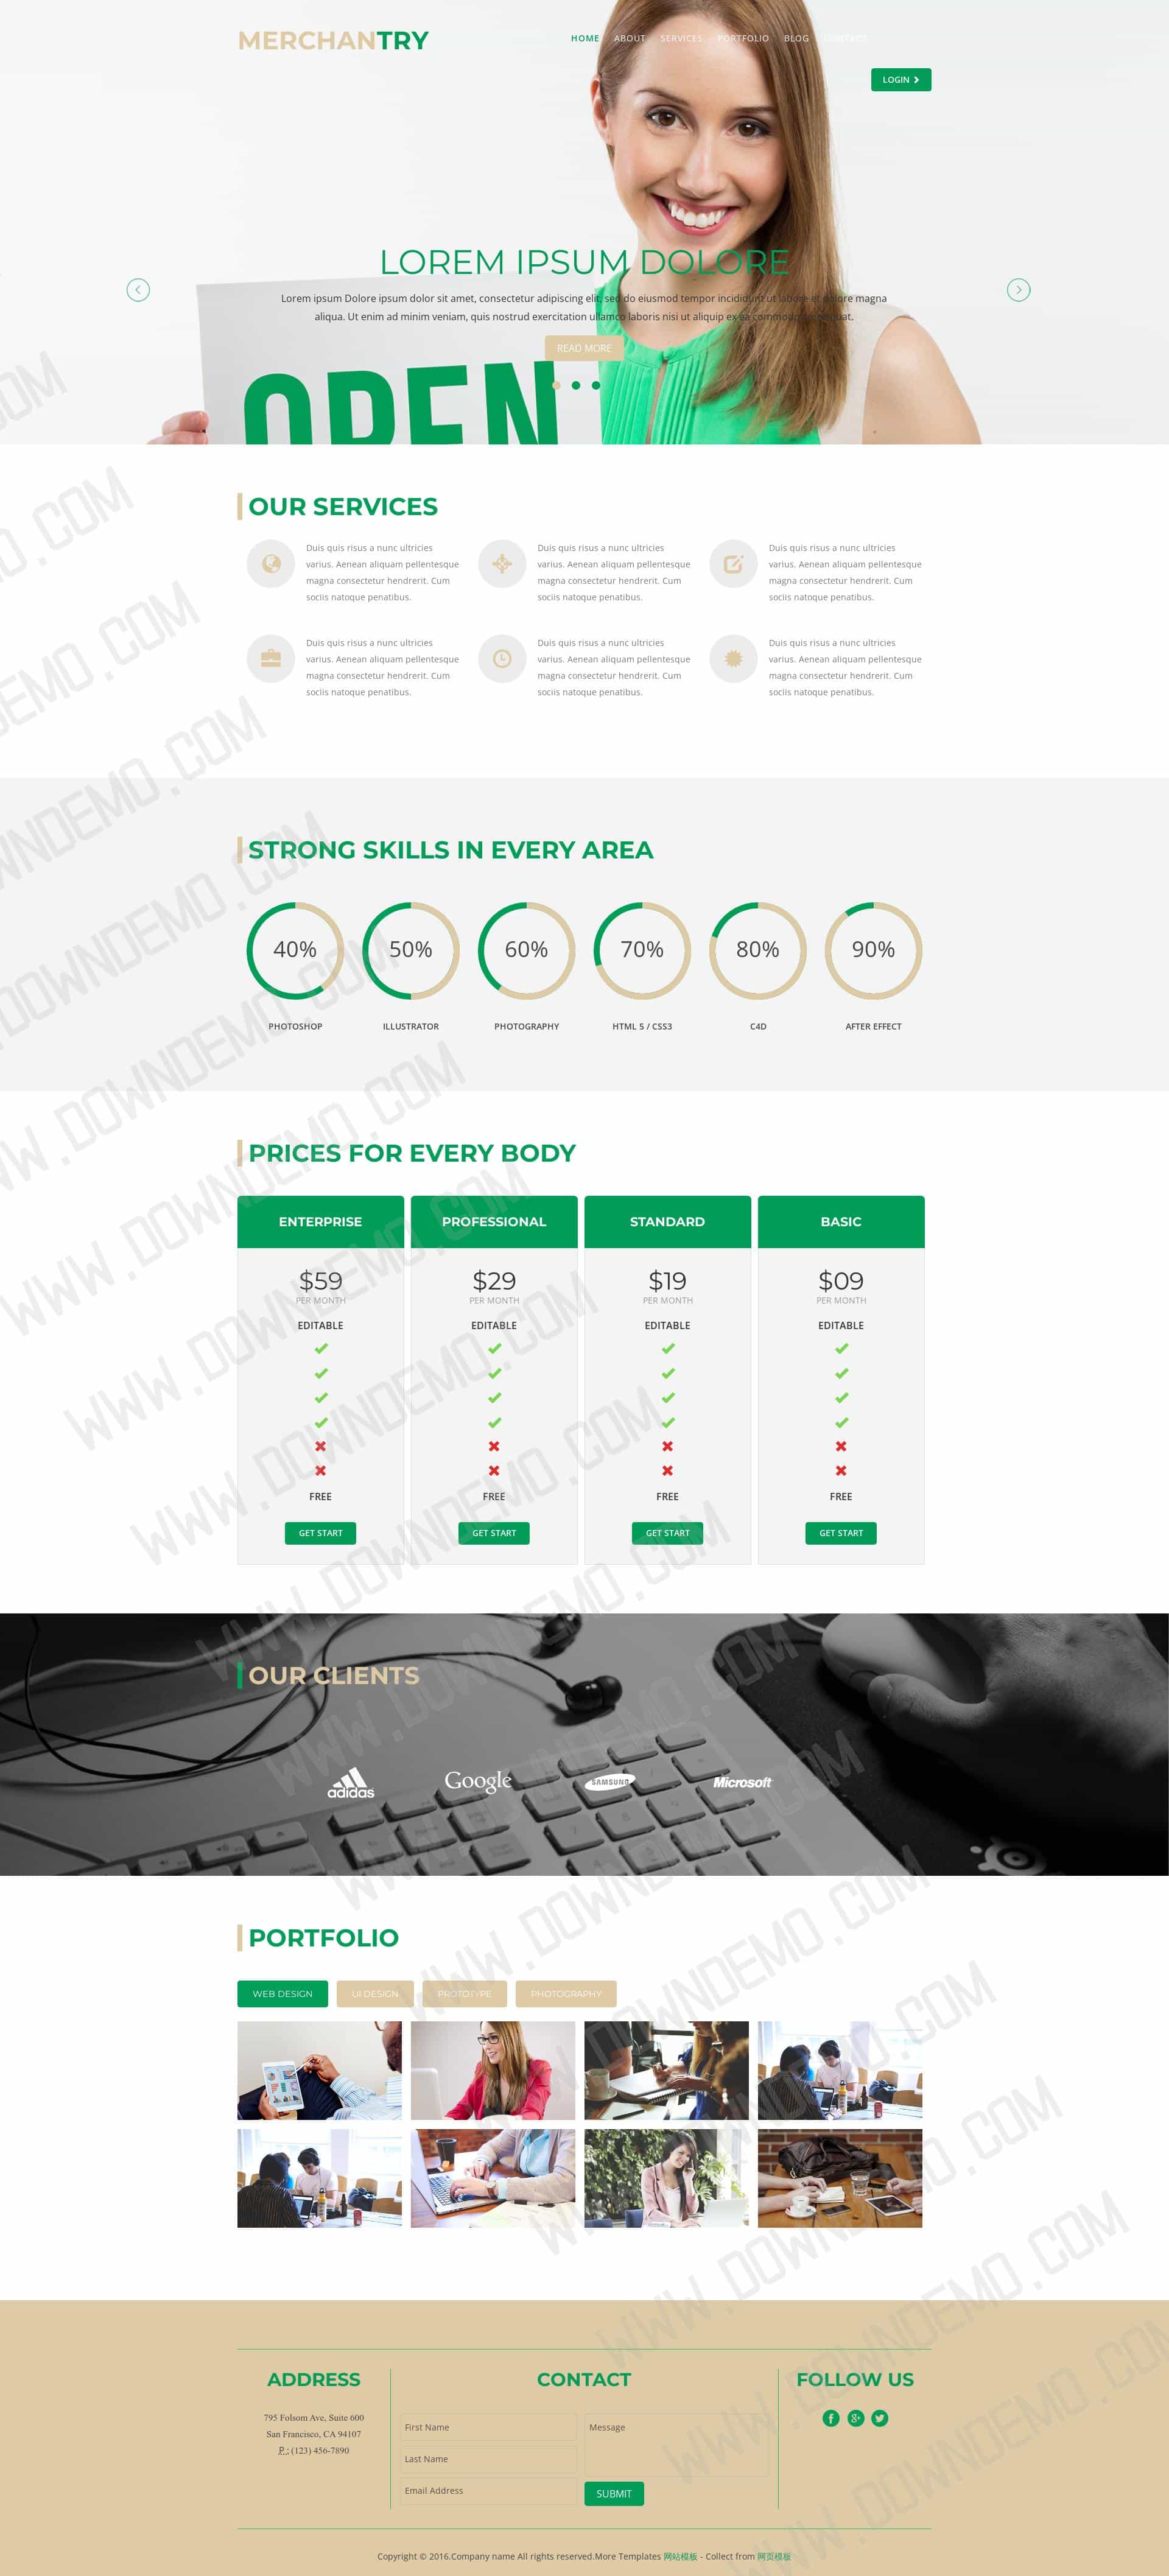 MERCHANTRY
HOME ABOUT SERVICES PORTFOLIO BLOG CONTACT
LOGIN
LOREM IPSUM DOLORE
Lorem ipsum Dolore ipsum dolor sit amet, consectetur adipiscing elit, sed do eiusmod tempor incididunt ut labore et dolore magna
aliqua. Ut enim ad minim veniam, quis nostrud exercitation ullamco laboris nisi ut aliquip ex ea commodo consequat.
READ MORE
OPEN
OUR SERVICES
Duis quis risus a nunc ultricies
varius. Aenean aliquam pellentesque
magna consectetur hendrerit. Cum
sociis natoque penatibus.
Duis quis risus a nunc ultricies
varius. Aenean aliquam pellentesque
magna consectetur hendrerit. Cum
sociis natoque penatibus.
Duis quis risus a nunc ultricies
varius. Aenean aliquam pellentesque
magna consectetur hendrerit. Cum
sociis natoque penatibus.
Duis quis risus a nunc ultricies
varius. Aenean aliquam pellentesque
magna consectetur hendrerit. Cum
sociis natoque penatibus.
Duis quis risus a nunc ultricies
varius. Aenean aliquam pellentesque
magna consectetur hendrerit. Cum
sociis natoque penatibus.
Duis quis risus a nunc ultricies
varius. Aenean aliquam pellentesque
magna consectetur hendrerit. Cum
sociis natoque penatibus.
STRONG SKILLS IN EVERY AREA
40% 50% 60% 70% 80% 90%
PHOTOSHOP ILLUSTRATOR PHOTOGRAPHY HTML 5 / CSS3 C4D AFTER EFFECT
PRICES FOR EVERY BODY
ENTERPRISE PROFESSIONAL STANDARD BASIC
$59 $29 $19 $09
PER MONTH PER MONTH PER MONTH PER MONTH
EDITABLE EDITABLE EDITABLE EDITABLE
FREE FREE FREE FREE
GET START GET START GET START GET START
OUR CLIENTS
adidas Google SAMSUNG Microsoft
PORTFOLIO
WEB DESIGN UI DESIGN PROTOTYPE PHOTOGRAPHY
ADDRESS
795 Folsom Ave, Suite 600
San Francisco, CA 94107
P: (123) 456-7890
CONTACT
First Name
Last Name
Email Address
Message
SUBMIT
FOLLOW US
Copyright © 2016.Company name All rights reserved.More Templates 网站模板 - Collect from 网页模板
WWW.DOWNDEMO.COM